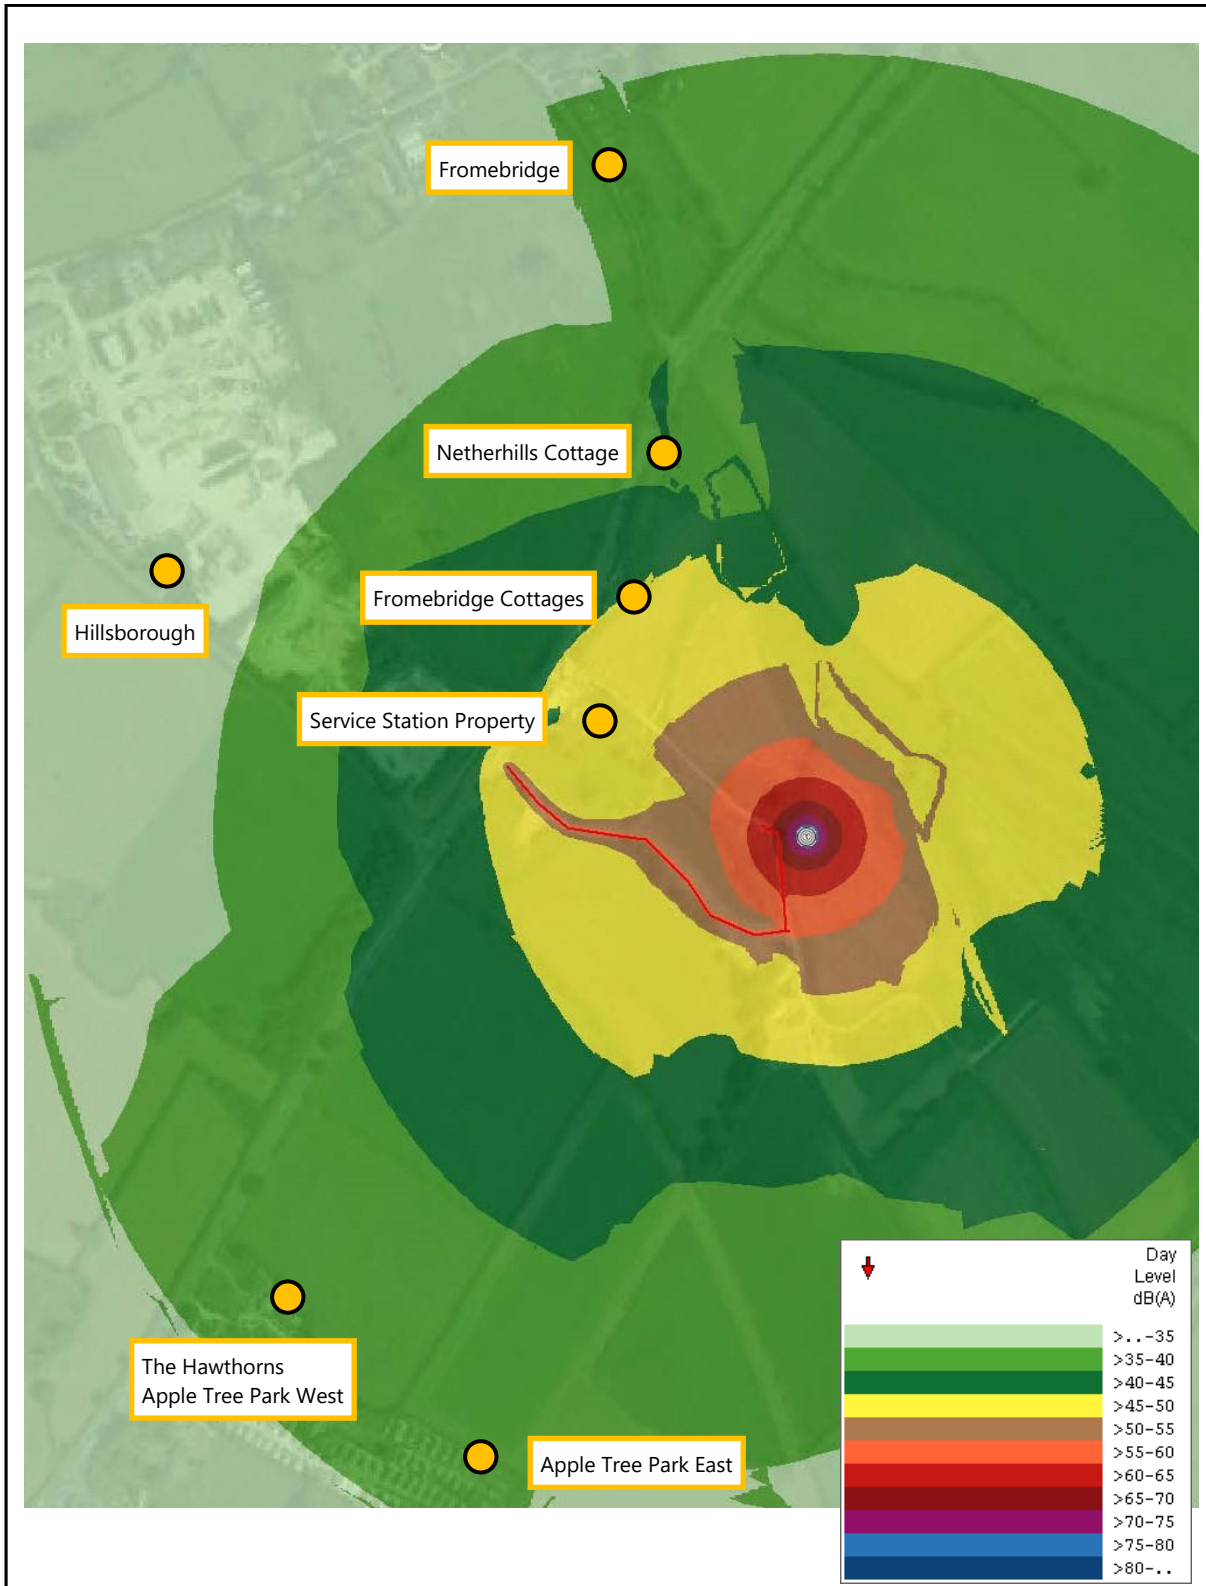 Fromebridge
Netherhills Cottage
Fromebridge Cottages
Hillsborough
Service Station Property
The Hawthorns
Apple Tree Park West
Apple Tree Park East
Day
Level
dB(A)
>..-35
>35-40
>40-45
>45-50
>50-55
>55-60
>60-65
>65-70
>70-75
>75-80
>80-..